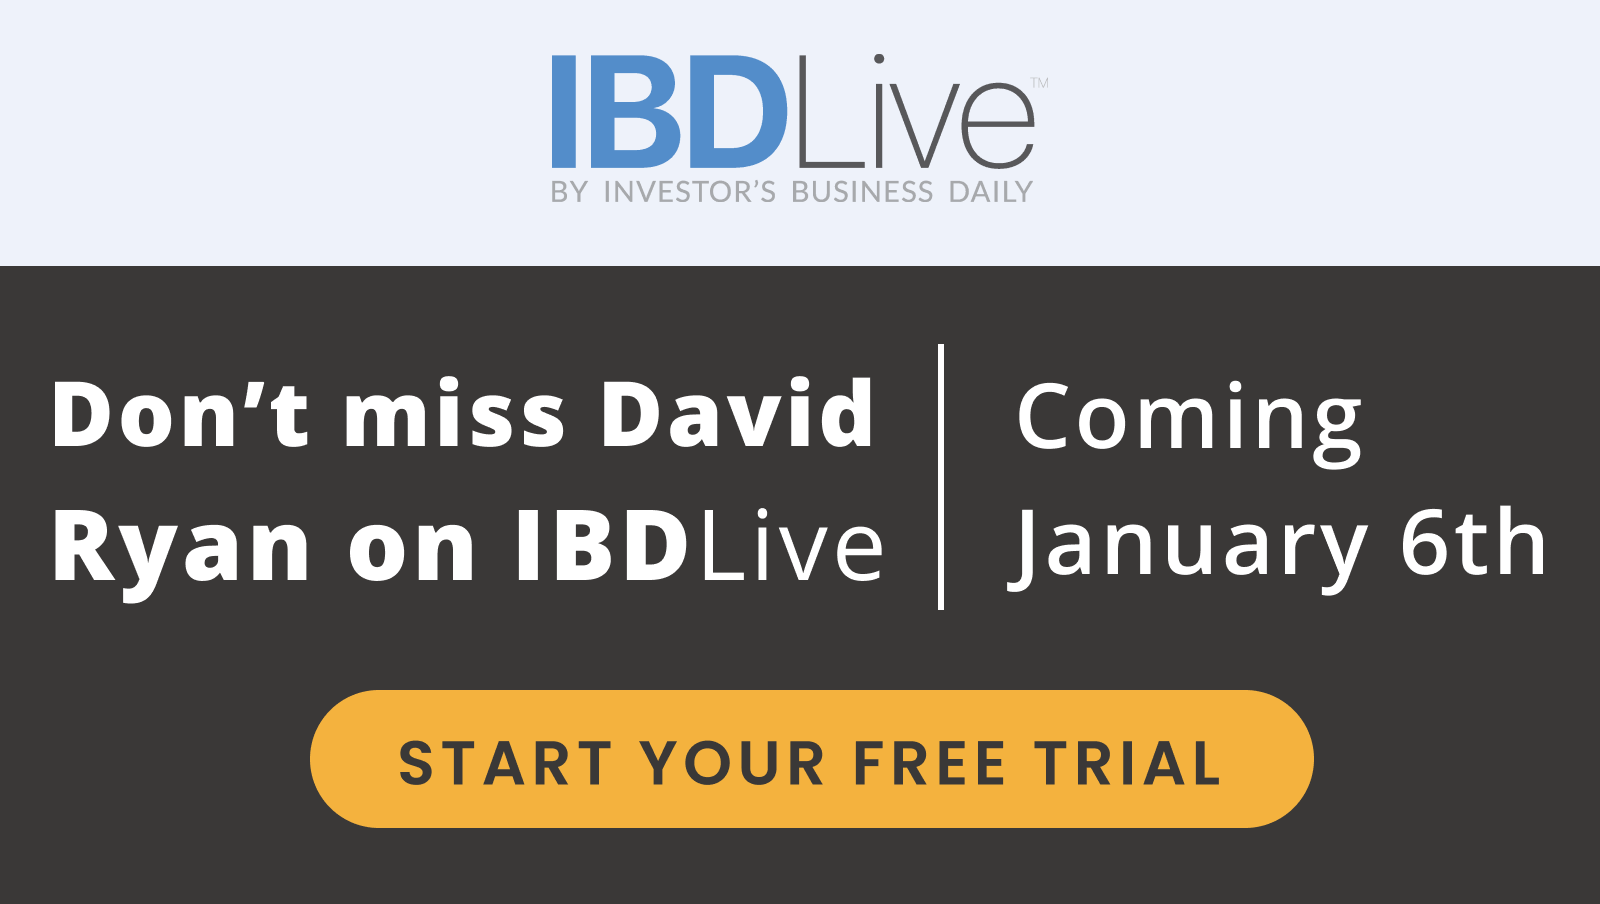 IBDLive™
BY INVESTOR'S BUSINESS DAILY
Don’t miss David
Ryan on IBDLive
Coming
January 6th
START YOUR FREE TRIAL